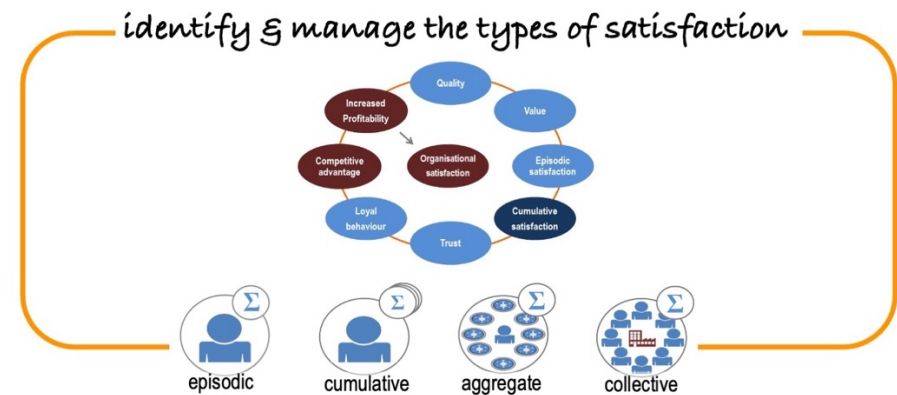 identify & manage the types of satisfaction
Quality
Increased
Profitability
Value
Competitive
advantage
Organisational
satisfaction
Episodic
satisfaction
Loyal
behaviour
Cumulative
satisfaction
Trust
Σ
Σ
Σ
Σ
episodic
cumulative
aggregate
collective